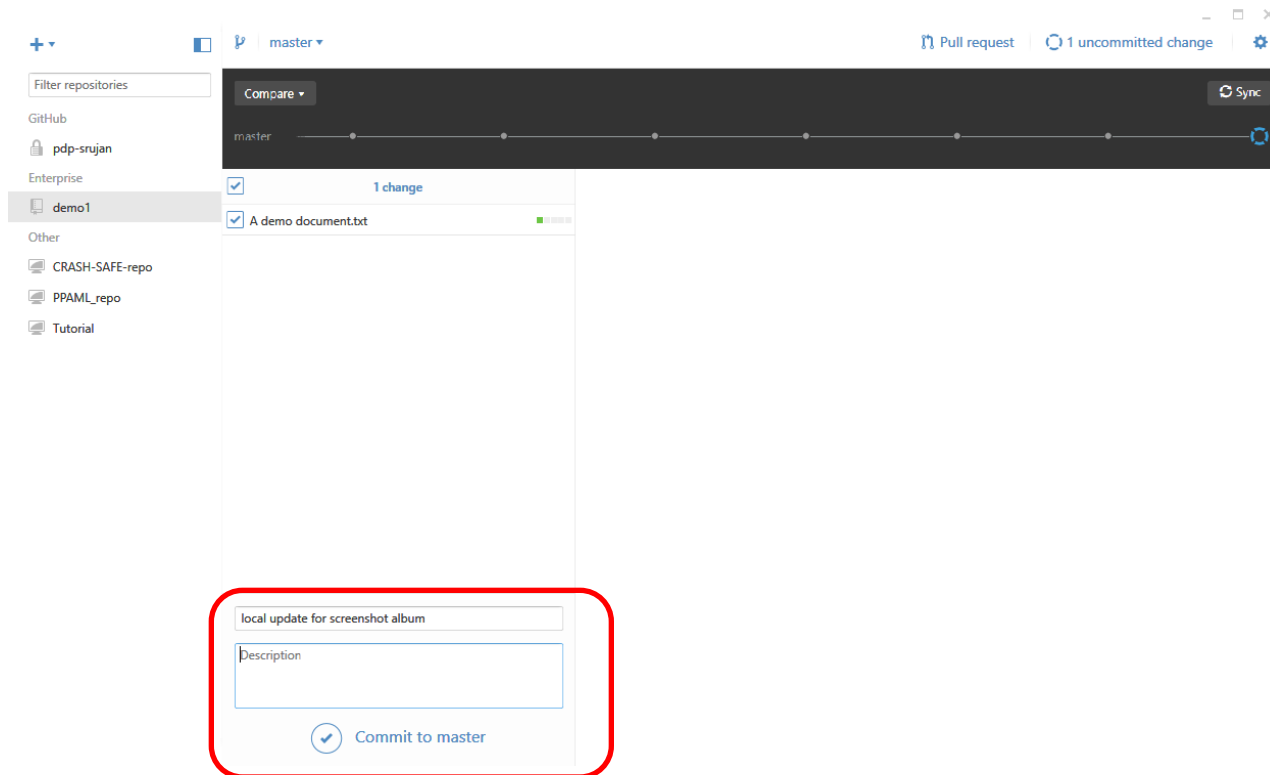 master
Pull request
1 uncommitted change
Filter repositories
GitHub
pdp-srujan
Enterprise
demo1
Other
CRASH-SAFE-repo
PPAML_repo
Tutorial
Compare
Sync
master
1 change
A demo document.txt
local update for screenshot album
Description
Commit to master